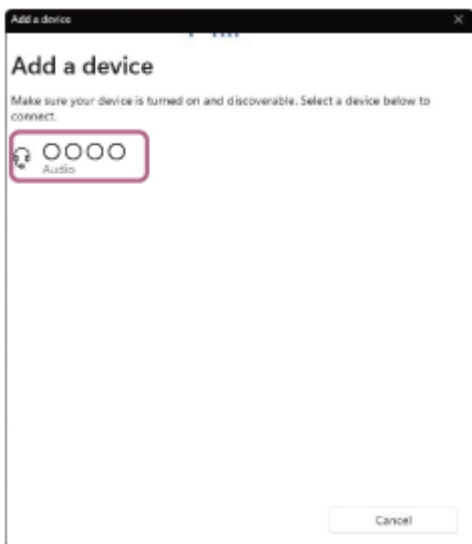 Add a device
Add a device
Make sure your device is turned on and discoverable. Select a device below to
connect.
○○○○
Audio
Cancel